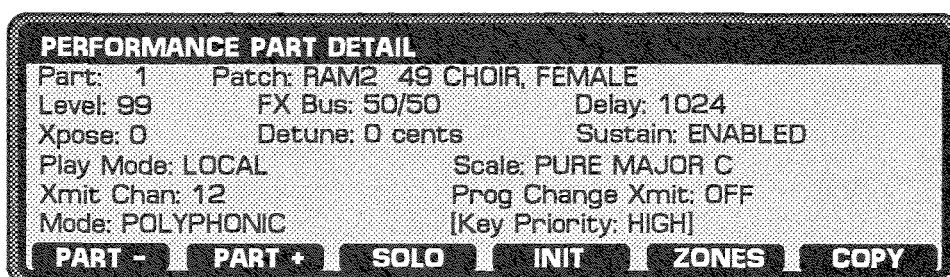 PERFORMANCE PART DETAIL
Part: 1 Patch: RAM2 49 CHOIR, FEMALE
Level: 99 FX Bus: 50/50 Delay: 1024
Xpose: 0 Detune: 0 cents Sustain: ENABLED
Play Mode: LOCAL Scale: PURE MAJOR C
Xmit Chan: 12 Prog Change Xmit: OFF
Mode: POLYPHONIC [Key Priority: HIGH]
PART - PART + SOLO INIT ZONES COPY